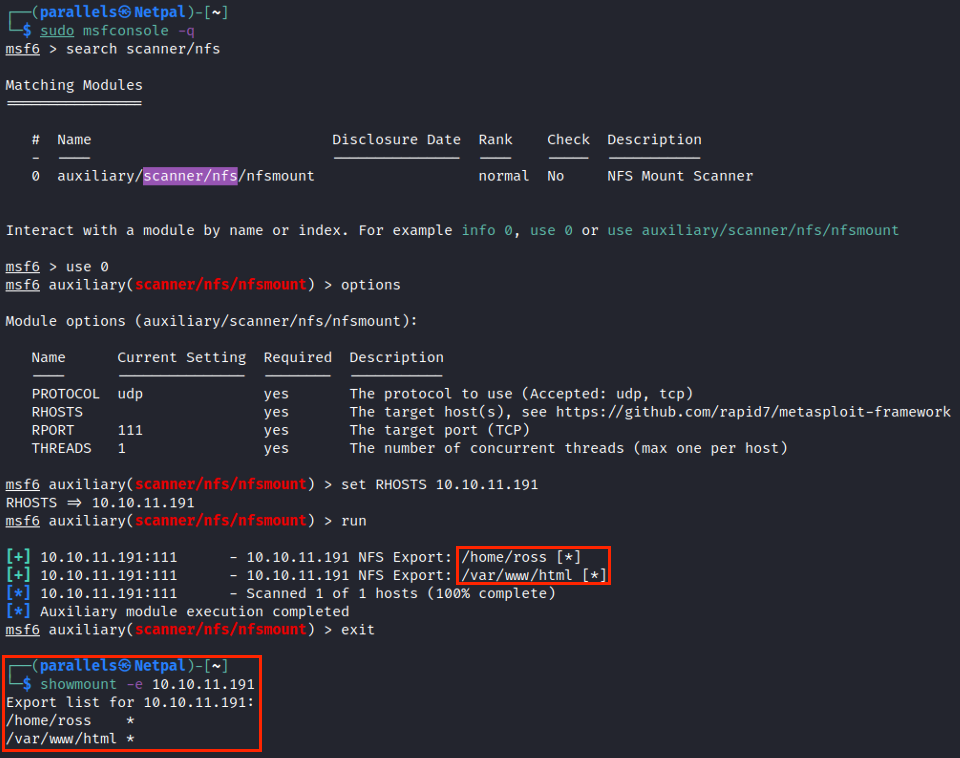 ┌──(parallels㉿Netpal)-[~]
└─$ sudo msfconsole -q
msf6 > search scanner/nfs
Matching Modules
================
# Name Disclosure Date Rank Check Description
- ---- --------------- ---- ----- -----------
0 auxiliary/scanner/nfs/nfsmount normal No NFS Mount Scanner
Interact with a module by name or index. For example info 0, use 0 or use auxiliary/scanner/nfs/nfsmount
msf6 > use 0
msf6 auxiliary(scanner/nfs/nfsmount) > options
Module options (auxiliary/scanner/nfs/nfsmount):
Name Current Setting Required Description
---- --------------- -------- -----------
PROTOCOL udp yes The protocol to use (Accepted: udp, tcp)
RHOSTS yes The target host(s), see https://github.com/rapid7/metasploit-framework
RPORT 111 yes The target port (TCP)
THREADS 1 yes The number of concurrent threads (max one per host)
msf6 auxiliary(scanner/nfs/nfsmount) > set RHOSTS 10.10.11.191
RHOSTS => 10.10.11.191
msf6 auxiliary(scanner/nfs/nfsmount) > run
[+] 10.10.11.191:111 - 10.10.11.191 NFS Export: /home/ross [*]
[+] 10.10.11.191:111 - 10.10.11.191 NFS Export: /var/www/html [*]
[*] 10.10.11.191:111 - Scanned 1 of 1 hosts (100% complete)
[*] Auxiliary module execution completed
msf6 auxiliary(scanner/nfs/nfsmount) > exit
┌──(parallels㉿Netpal)-[~]
└─$ showmount -e 10.10.11.191
Export list for 10.10.11.191:
/home/ross *
/var/www/html *